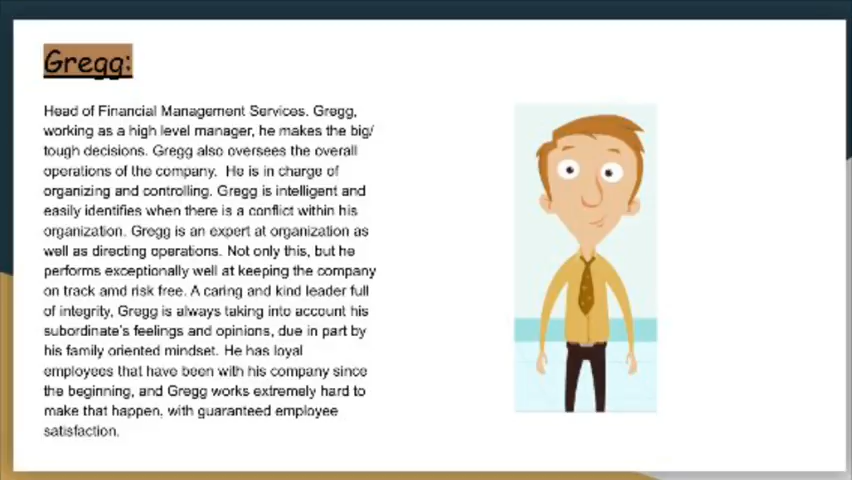 Gregg:
Head of Financial Management Services. Gregg,
working as a high level manager, he makes the big/
tough decisions. Gregg also oversees the overall
operations of the company. He is in charge of
organizing and controlling. Gregg is intelligent and
easily identifies when there is a conflict within his
organization. Gregg is an expert at organization as
well as directing operations. Not only this, but he
performs exceptionally well at keeping the company
on track amd risk free. A caring and kind leader full
of integrity, Gregg is always taking into account his
subordinate's feelings and opinions, due in part by
his family oriented mindset. He has loyal
employees that have been with his company since
the beginning, and Gregg works extremely hard to
make that happen, with guaranteed employee
satisfaction.